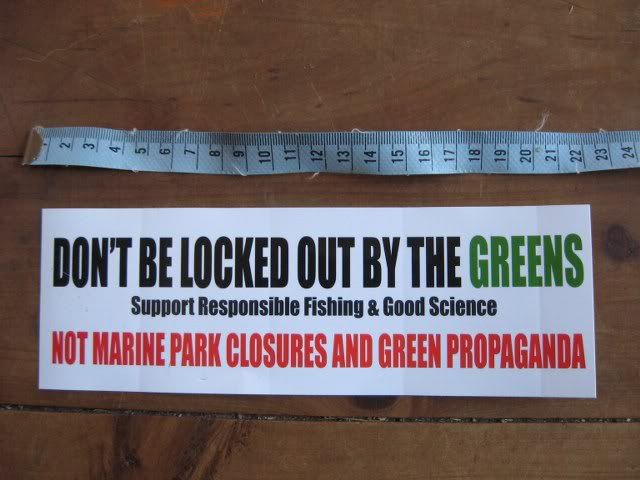 2 3 4 5 6 7 8 9 10 11 12 13 14 15 16 17 18 19 20 21 22 23 24
DON'T BE LOCKED OUT BY THE GREENS
Support Responsible Fishing & Good Science
NOT MARINE PARK CLOSURES AND GREEN PROPAGANDA